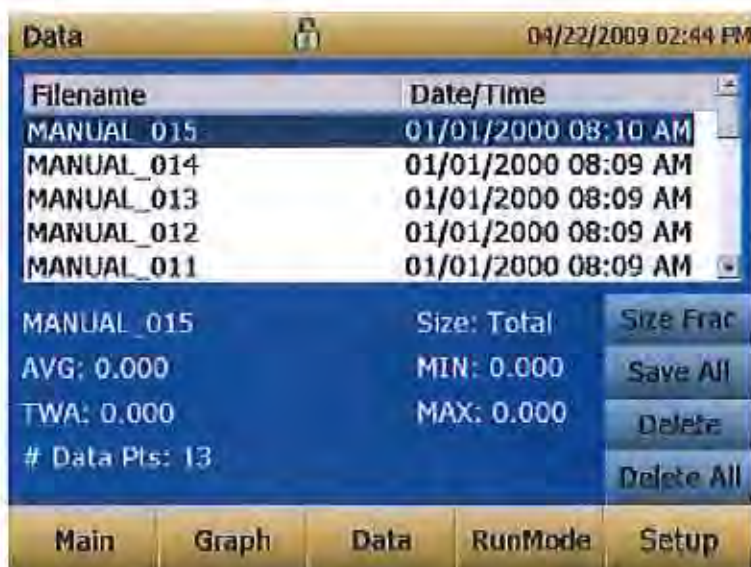 Data 04/22/2009 02:44 PM
Filename Date/Time
MANUAL_015 01/01/2000 08:10 AM
MANUAL_014 01/01/2000 08:09 AM
MANUAL_013 01/01/2000 08:09 AM
MANUAL_012 01/01/2000 08:09 AM
MANUAL_011 01/01/2000 08:09 AM
MANUAL_015 Size: Total Size Frac
AVG: 0.000 MIN: 0.000 Save All
TWA: 0.000 MAX: 0.000 Delete
# Data Pts: 13 Delete All
Main Graph Data RunMode Setup